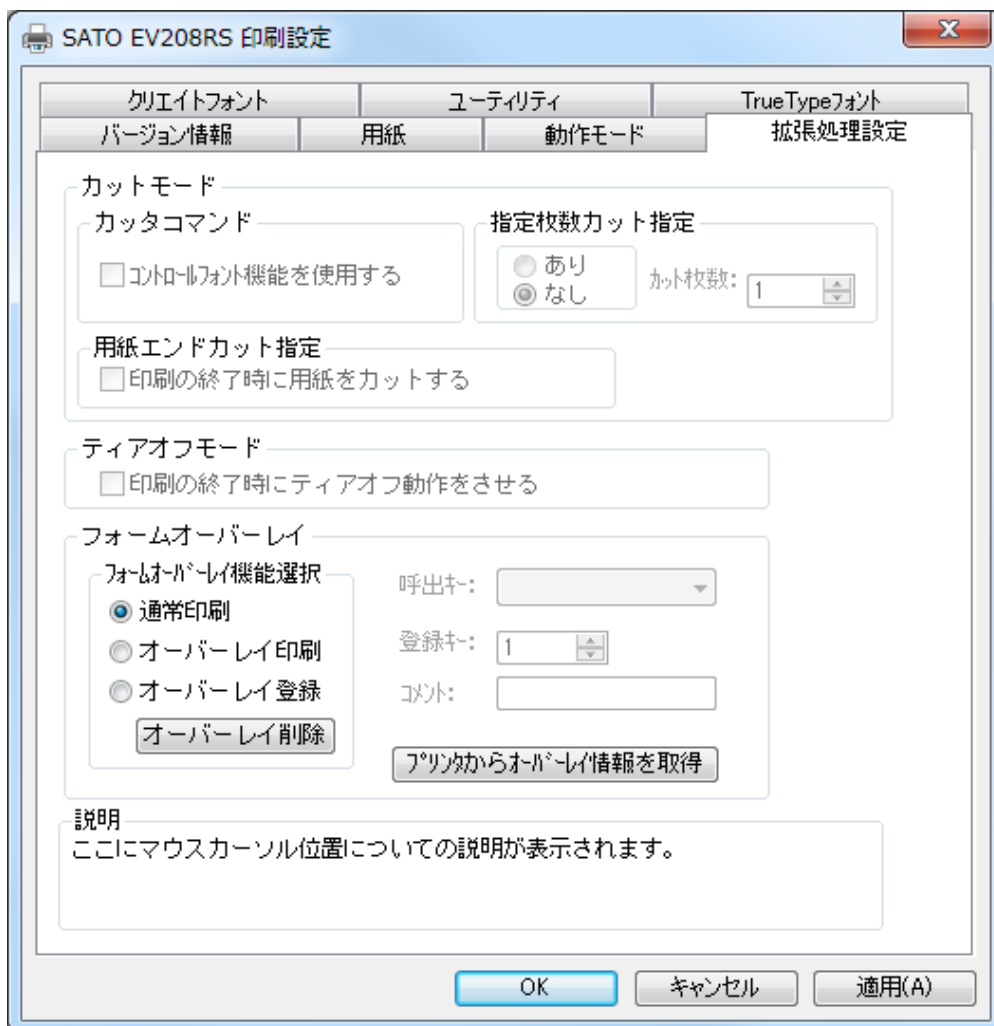 SATO EV208RS 印刷設定
クリエイトフォント ユーティリティ TrueTypeフォント
バージョン情報 用紙 動作モード 拡張処理設定
カットモード
カッタコマンド
コントロールフォント機能を使用する
指定枚数カット指定
あり
なし
カット枚数: 1
用紙エンドカット指定
印刷の終了時に用紙をカットする
ティアオフモード
印刷の終了時にティアオフ動作をさせる
フォームオーバーレイ
フォームオーバーレイ機能選択
通常印刷
オーバーレイ印刷
オーバーレイ登録
オーバーレイ削除
呼出キー:
登録キー: 1
コメント:
プリンタからオーバーレイ情報を取得
説明
ここにマウスカーソル位置についての説明が表示されます。
OK キャンセル 適用(A)